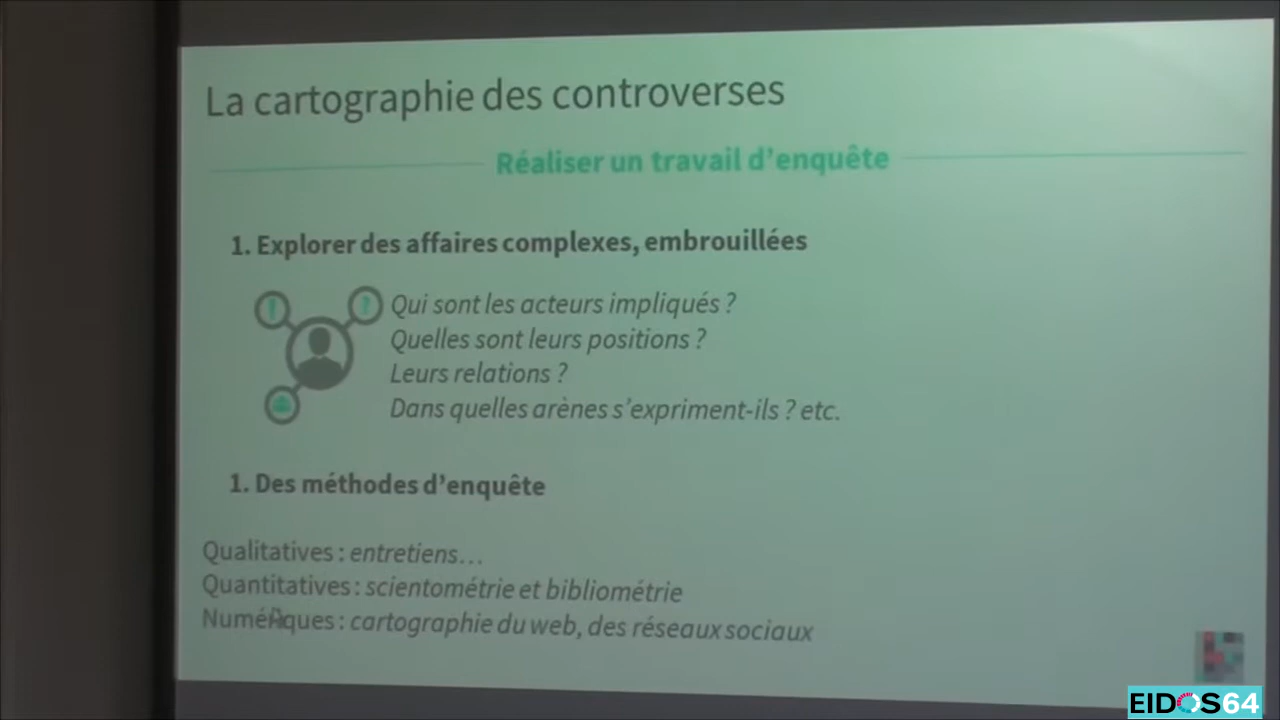 La cartographie des controverses
Réaliser un travail d'enquête
1. Explorer des affaires complexes, embrouillées
Qui sont les acteurs impliqués ?
Quelles sont leurs positions ?
Leurs relations ?
Dans quelles arènes s'expriment-ils ? etc.
1. Des méthodes d'enquête
Qualitatives : entretiens...
Quantitatives : scientométrie et bibliométrie
Numériques : cartographie du web, des réseaux sociaux
EIDOS64